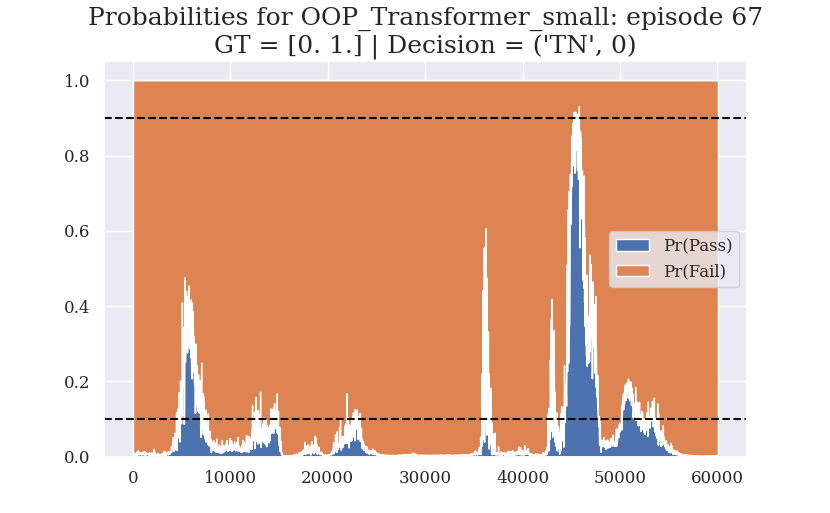 Probabilities for OOP_Transformer_small: episode 67
GT = [0. 1.] | Decision = ('TN', 0)
1.0
0.8
0.6
0.4
0.2
0.0
Pr(Pass)
Pr(Fail)
0 10000 20000 30000 40000 50000 60000